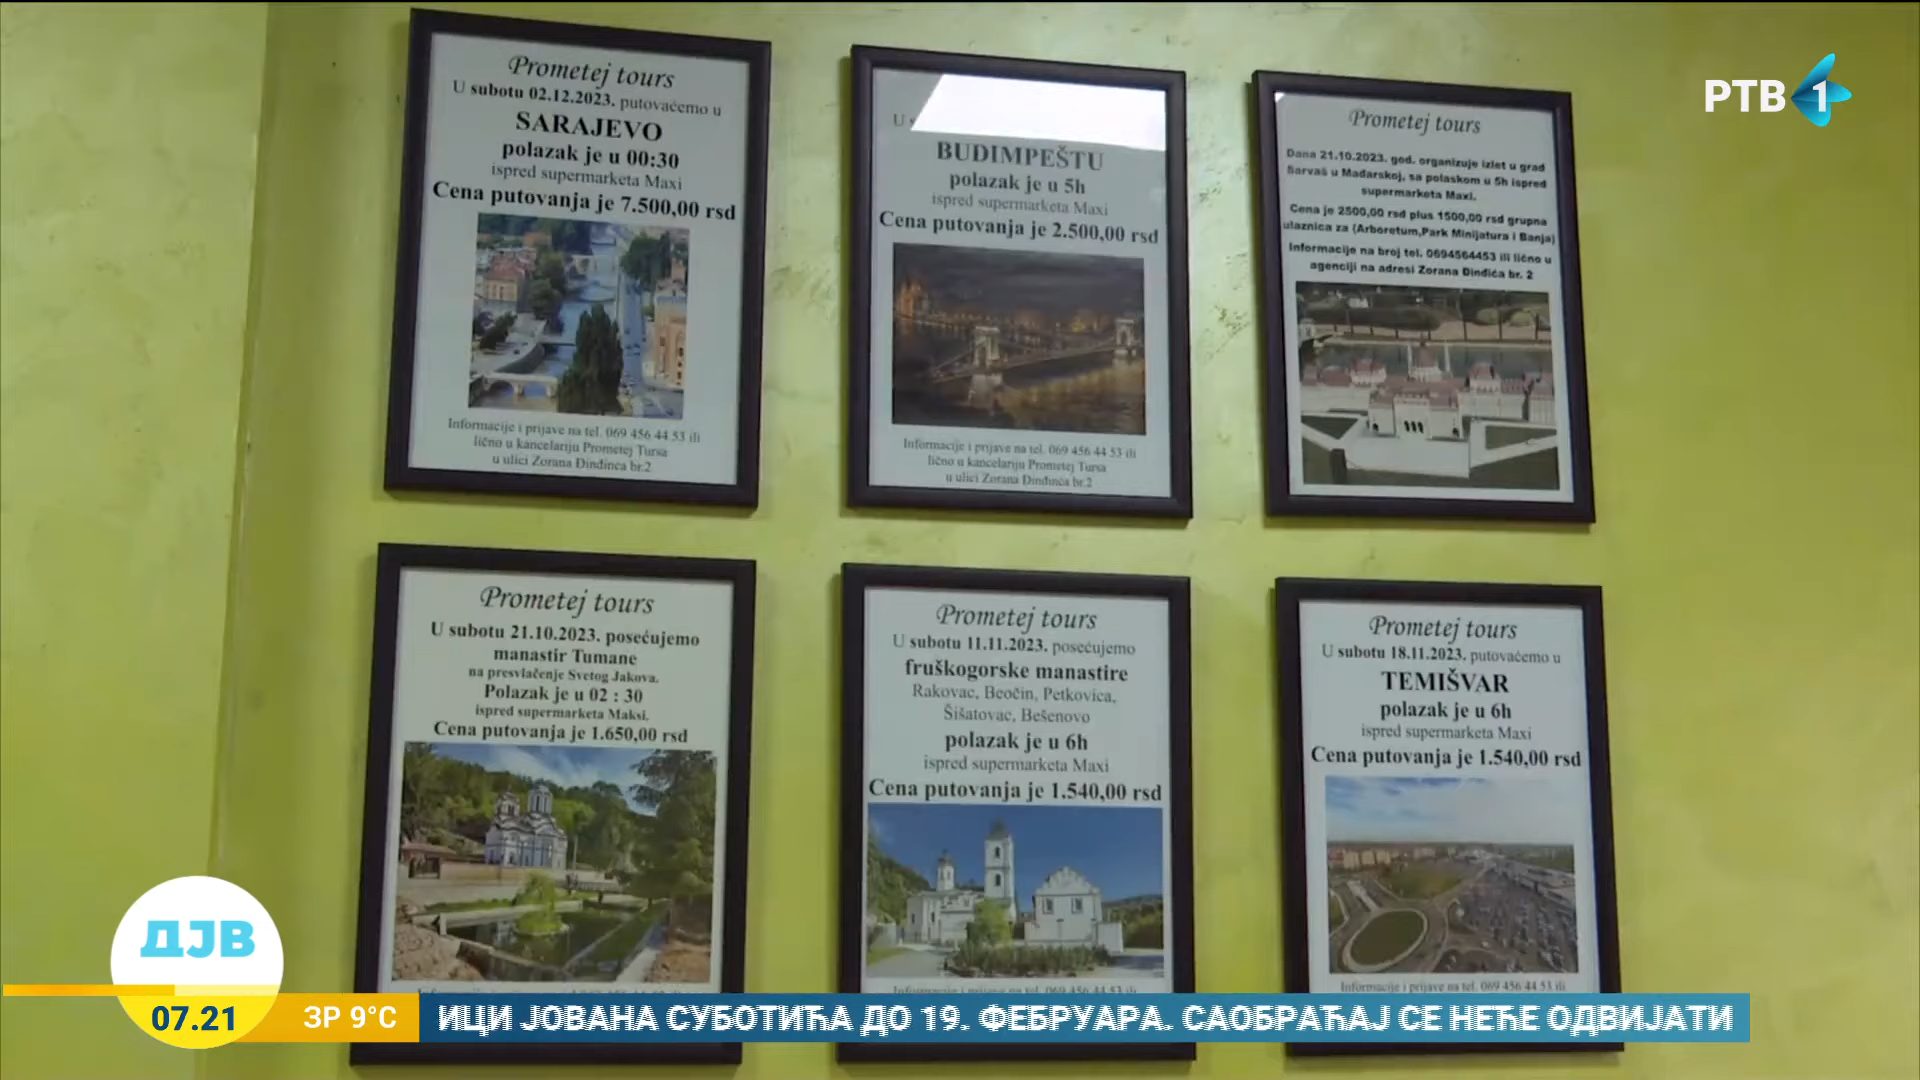 Prometej tours
U subotu 02.12.2023. putovaćemo u
SARAJEVO
polazak je u 00:30
ispred supermarketa Maxi
Cena putovanja je 7.500,00 rsd
Informacije i prijave na tel. 069 456 44 53 ili
lično u kancelariju Prometej Tursa
u ulici Zorana Đinđinća br.2
BUDIMPEŠTU
polazak je u 5h
ispred supermarketa Maxi
Cena putovanja je 2.500,00 rsd
Informacije i prijave na tel. 069 456 44 53 ili
lično u kancelariju Prometej Tursa
u ulici Zorana Đinđinća br.2
Prometej tours
Dana 21.10.2023. god. organizuje izlet u grad
Sarvaš u Mađarskoj, sa polaskom u 5h ispred
supermarketa Maxi.
Cena je 2500,00 rsd plus 1500,00 rsd grupna
ulaznica za (Arboretum,Park Minijatura i Banja)
Informacije na broj tel. 0694564453 ili lično u
agenciji na adresi Zorana Đinđića br. 2
Prometej tours
U subotu 21.10.2023. posećujemo
manastir Tumane
na presvlačenje Svetog Jakova.
Polazak je u 02 : 30
ispred supermarketa Maksi.
Cena putovanja je 1.650,00 rsd
Prometej tours
U subotu 11.11.2023. posećujemo
fruškogorske manastire
Rakovac, Beočin, Petkovica,
Šišatovac, Bešenovo
polazak je u 6h
ispred supermarketa Maxi
Cena putovanja je 1.540,00 rsd
Prometej tours
U subotu 18.11.2023. putovaćemo u
TEMIŠVAR
polazak je u 6h
ispred supermarketa Maxi
Cena putovanja je 1.540,00 rsd
Informacije i prijave na tel. 069 456 44 53 ili
РТВ 1
ДЈВ
07.21
ЗР 9°C
ИЦИ ЈОВАНА СУБОТИЋА ДО 19. ФЕБРУАРА. САОБРАЋАЈ СЕ НЕЋЕ ОДВИЈАТИ